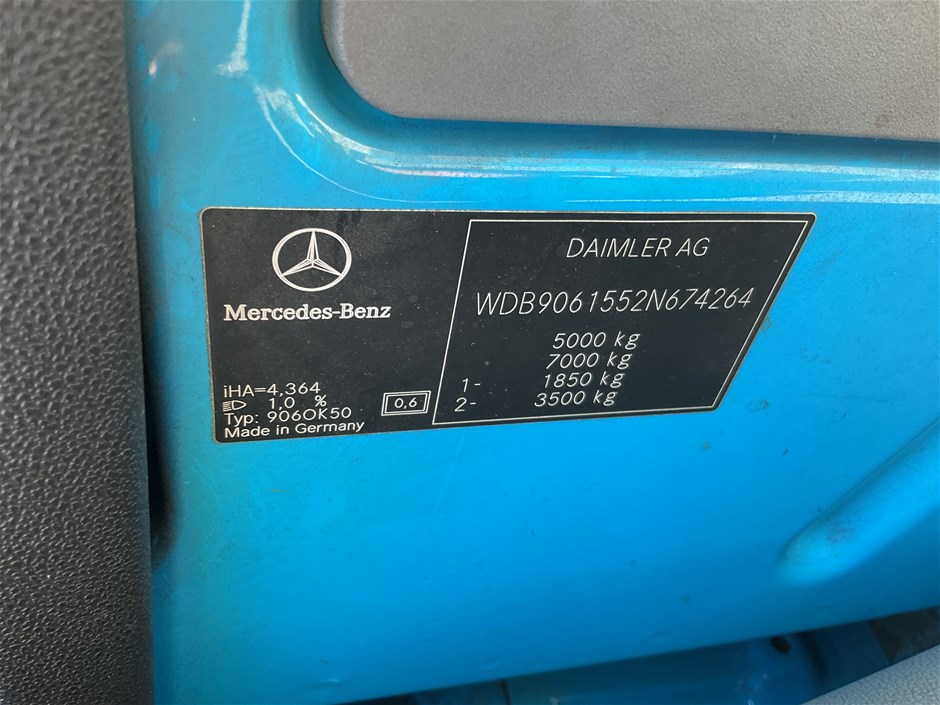 Mercedes-Benz
iHA=4,364
1,0 %
Typ: 906OK50
Made in Germany
0,6
DAIMLER AG
WDB9061552N674264
5000 kg
7000 kg
1- 1850 kg
2- 3500 kg